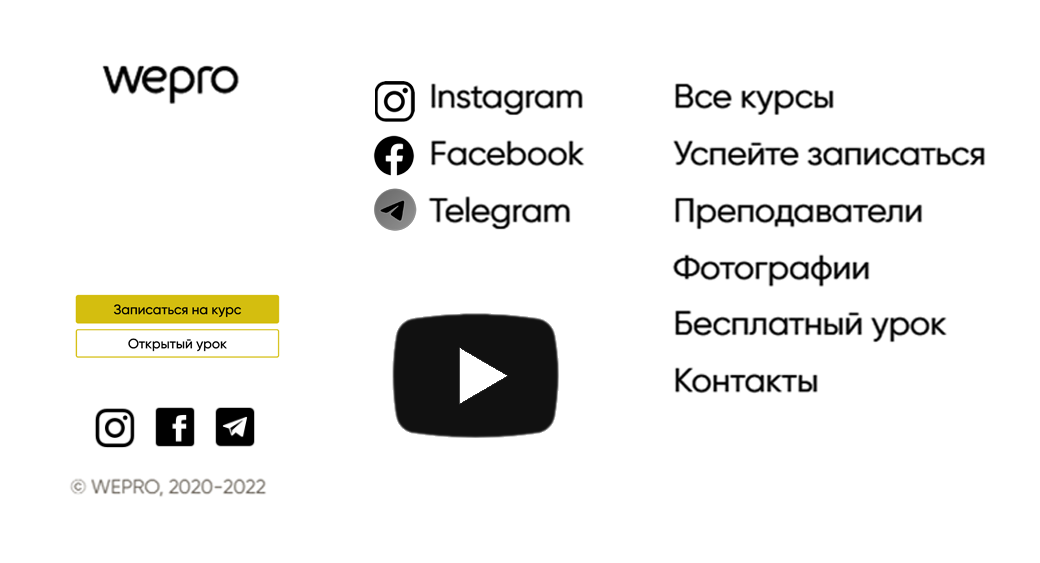 wepro
Записаться на курс
Открытый урок
© WEPRO, 2020-2022
Instagram
Facebook
Telegram
Все курсы
Успейте записаться
Преподаватели
Фотографии
Бесплатный урок
Контакты